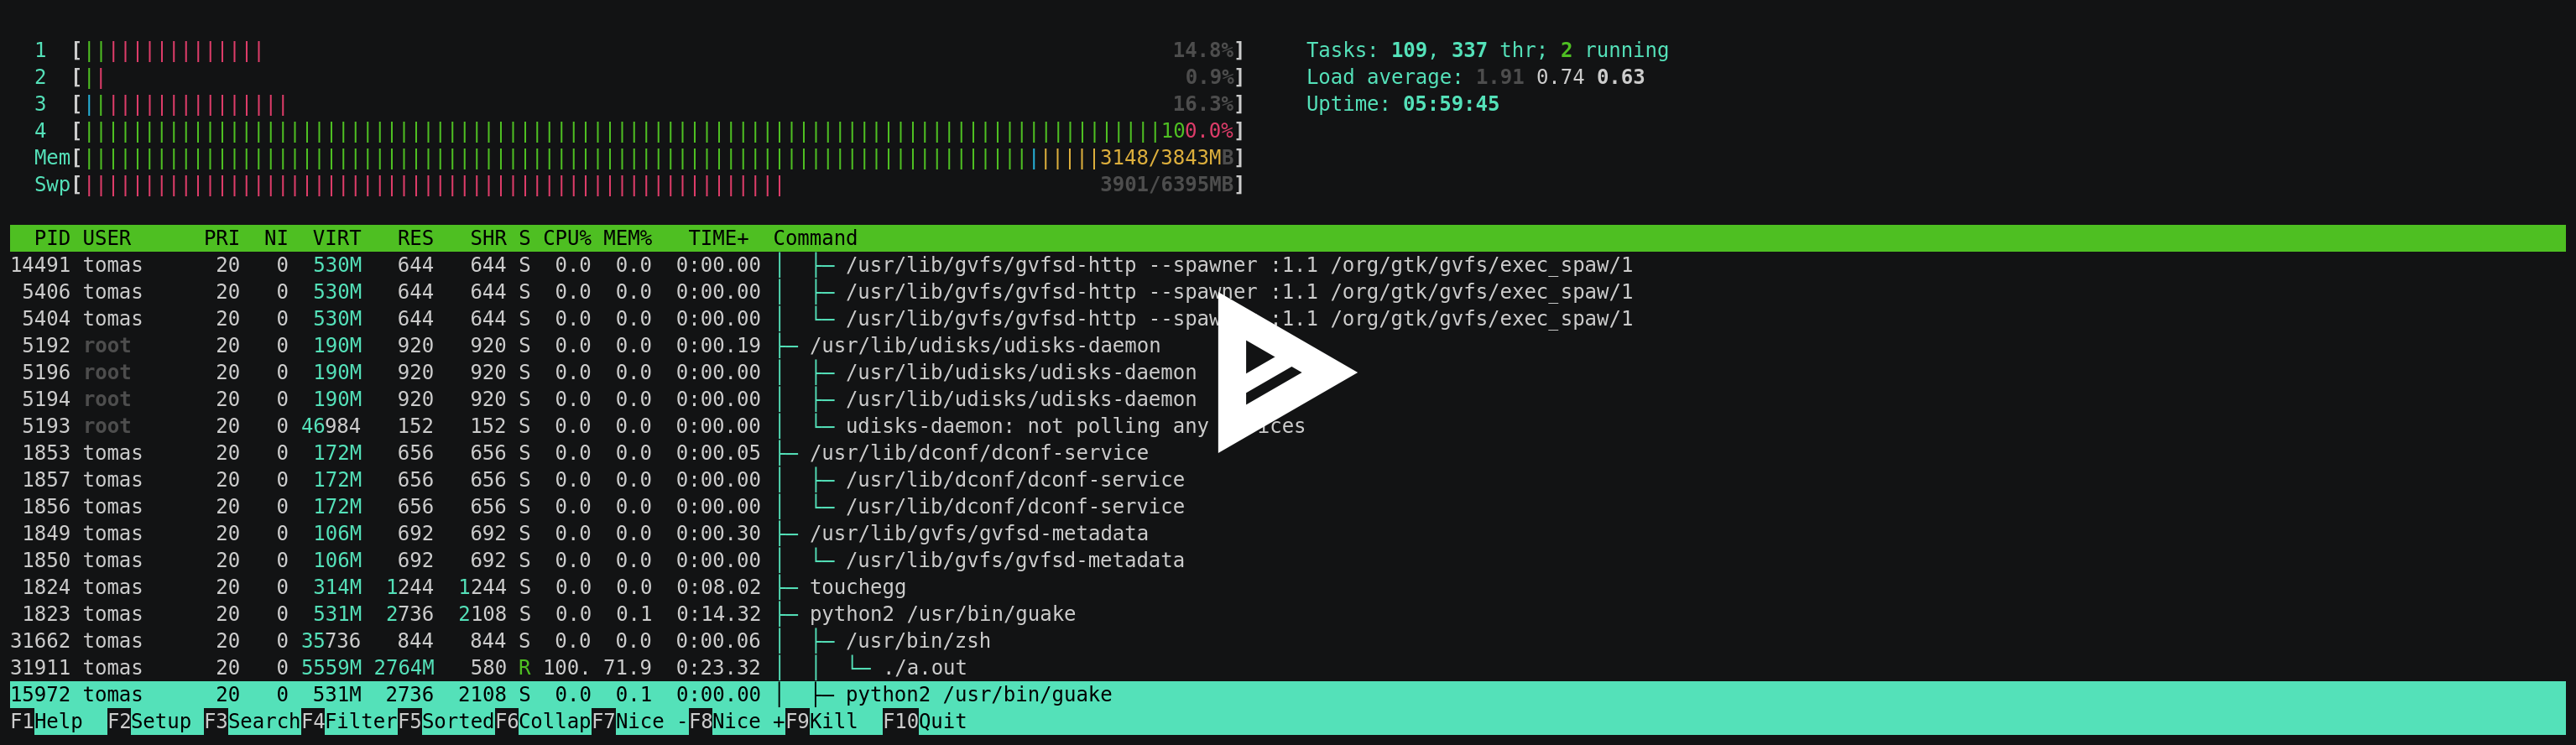 1 [||||||||||||||| 14.8%] Tasks: 109, 337 thr; 2 running
2 [|| 0.9%] Load average: 1.91 0.74 0.63
3 [||||||||||||||||| 16.3%] Uptime: 05:59:45
4 [|||||||||||||||||||||||||||||||||||||||||||||||||||||||||||||||||||||||||||||||||||||||||100.0%]
Mem[||||||||||||||||||||||||||||||||||||||||||||||||||||||||||||||||||||||||||||||||||||3148/3843MB]
Swp[|||||||||||||||||||||||||||||||||||||||||||||||||||||||||| 3901/6395MB]
PID USER PRI NI VIRT RES SHR S CPU% MEM% TIME+ Command
14491 tomas 20 0 530M 644 644 S 0.0 0.0 0:00.00 │ ├─ /usr/lib/gvfs/gvfsd-http --spawner :1.1 /org/gtk/gvfs/exec_spaw/1
5406 tomas 20 0 530M 644 644 S 0.0 0.0 0:00.00 │ ├─ /usr/lib/gvfs/gvfsd-http --spawner :1.1 /org/gtk/gvfs/exec_spaw/1
5404 tomas 20 0 530M 644 644 S 0.0 0.0 0:00.00 │ └─ /usr/lib/gvfs/gvfsd-http --spawner :1.1 /org/gtk/gvfs/exec_spaw/1
5192 root 20 0 190M 920 920 S 0.0 0.0 0:00.19 ├─ /usr/lib/udisks/udisks-daemon
5196 root 20 0 190M 920 920 S 0.0 0.0 0:00.00 │ ├─ /usr/lib/udisks/udisks-daemon
5194 root 20 0 190M 920 920 S 0.0 0.0 0:00.00 │ ├─ /usr/lib/udisks/udisks-daemon
5193 root 20 0 46984 152 152 S 0.0 0.0 0:00.00 │ └─ udisks-daemon: not polling any devices
1853 tomas 20 0 172M 656 656 S 0.0 0.0 0:00.05 ├─ /usr/lib/dconf/dconf-service
1857 tomas 20 0 172M 656 656 S 0.0 0.0 0:00.00 │ ├─ /usr/lib/dconf/dconf-service
1856 tomas 20 0 172M 656 656 S 0.0 0.0 0:00.00 │ └─ /usr/lib/dconf/dconf-service
1849 tomas 20 0 106M 692 692 S 0.0 0.0 0:00.30 ├─ /usr/lib/gvfs/gvfsd-metadata
1850 tomas 20 0 106M 692 692 S 0.0 0.0 0:00.00 │ └─ /usr/lib/gvfs/gvfsd-metadata
1824 tomas 20 0 314M 1244 1244 S 0.0 0.0 0:08.02 ├─ touchegg
1823 tomas 20 0 531M 2736 2108 S 0.0 0.1 0:14.32 ├─ python2 /usr/bin/guake
31662 tomas 20 0 35736 844 844 S 0.0 0.0 0:00.06 │ ├─ /usr/bin/zsh
31911 tomas 20 0 5559M 2764M 580 R 100. 71.9 0:23.32 │ │ └─ ./a.out
15972 tomas 20 0 531M 2736 2108 S 0.0 0.1 0:00.00 │ ├─ python2 /usr/bin/guake
F1Help F2Setup F3SearchF4FilterF5SortedF6CollapF7Nice -F8Nice +F9Kill F10Quit